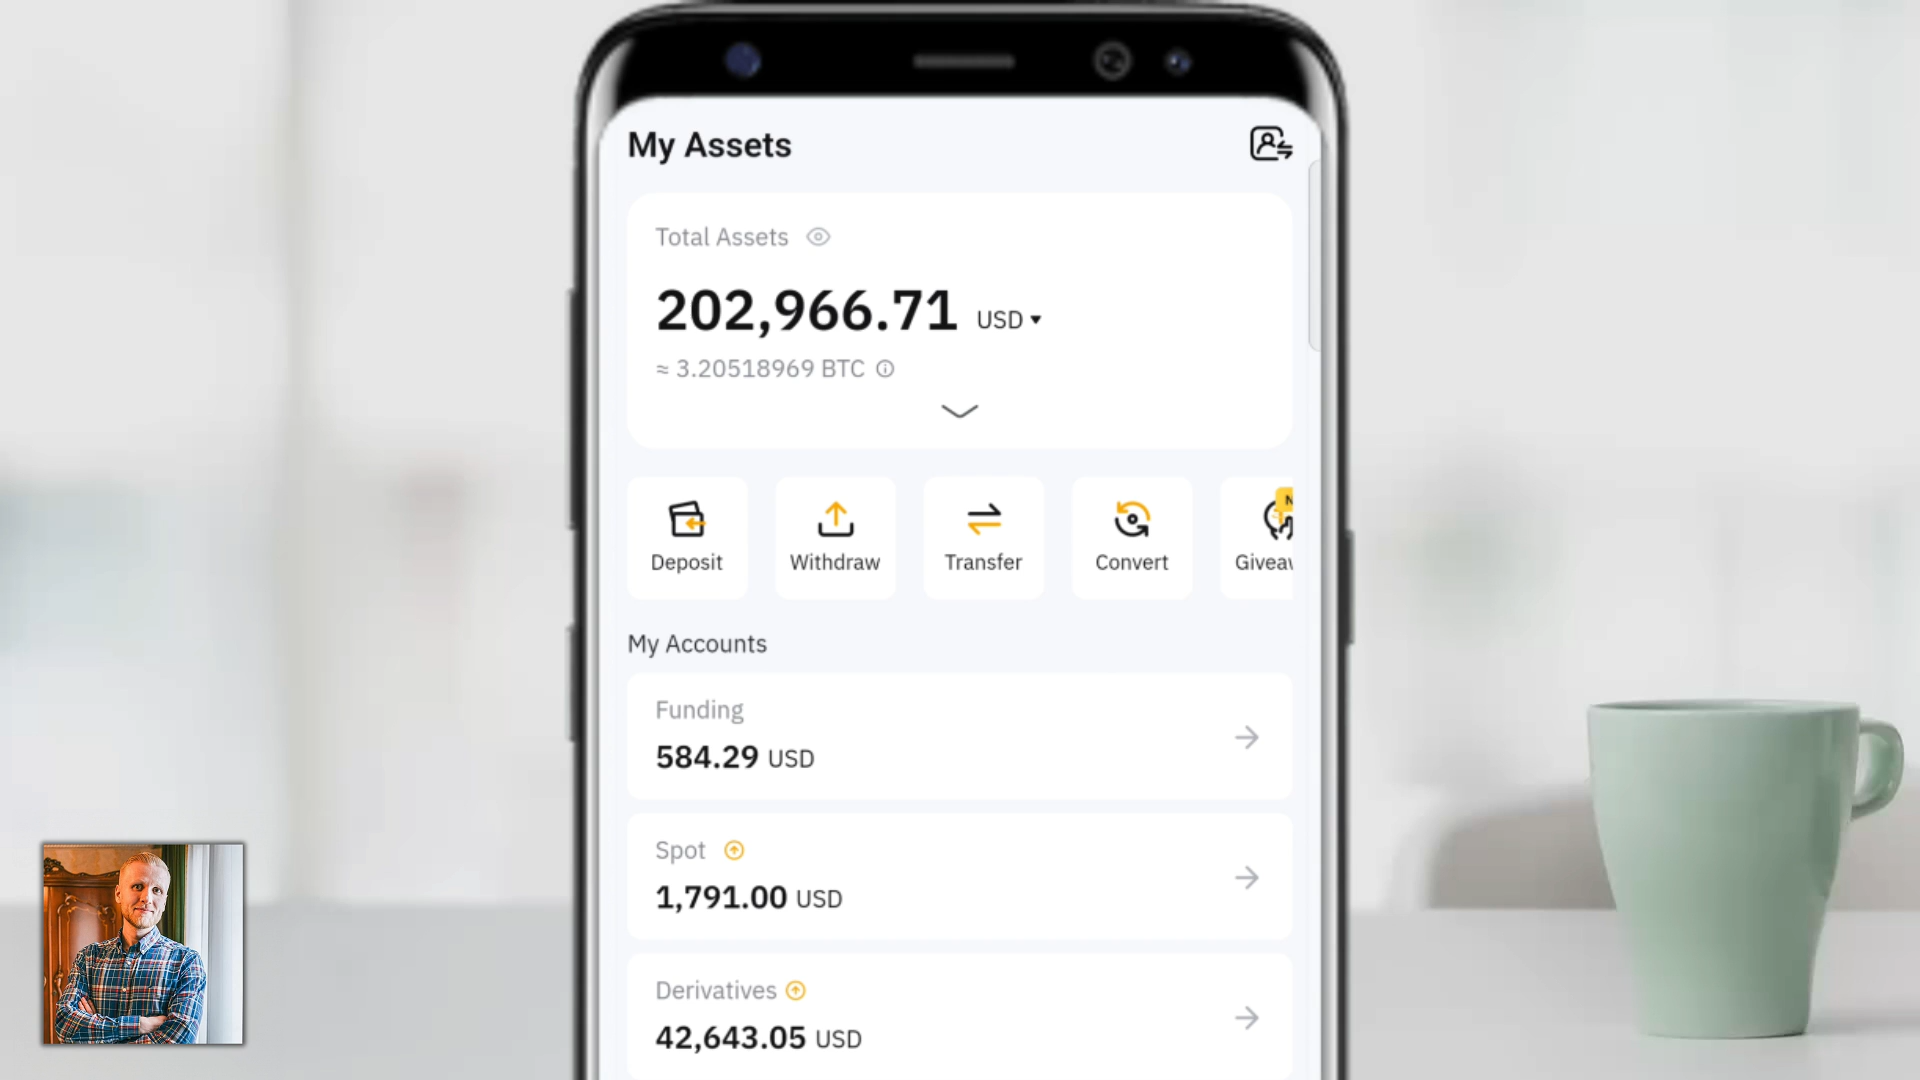 My Assets
Total Assets
202,966.71 USD
≈ 3.20518969 BTC
Deposit Withdraw Transfer Convert
My Accounts
Funding
584.29 USD
Spot
1,791.00 USD
Derivatives
42,643.05 USD